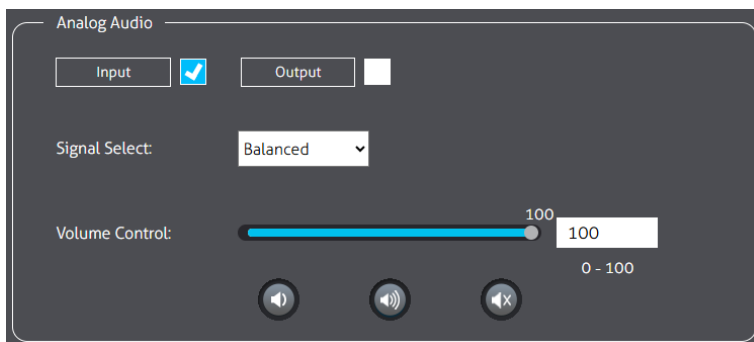 Analog Audio
Input Output
Signal Select: Balanced
100
Volume Control: 100
0 - 100